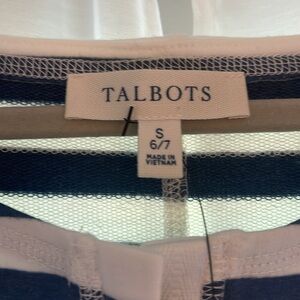 TALBOTS
S
6/7
MADE IN
VIETNAM